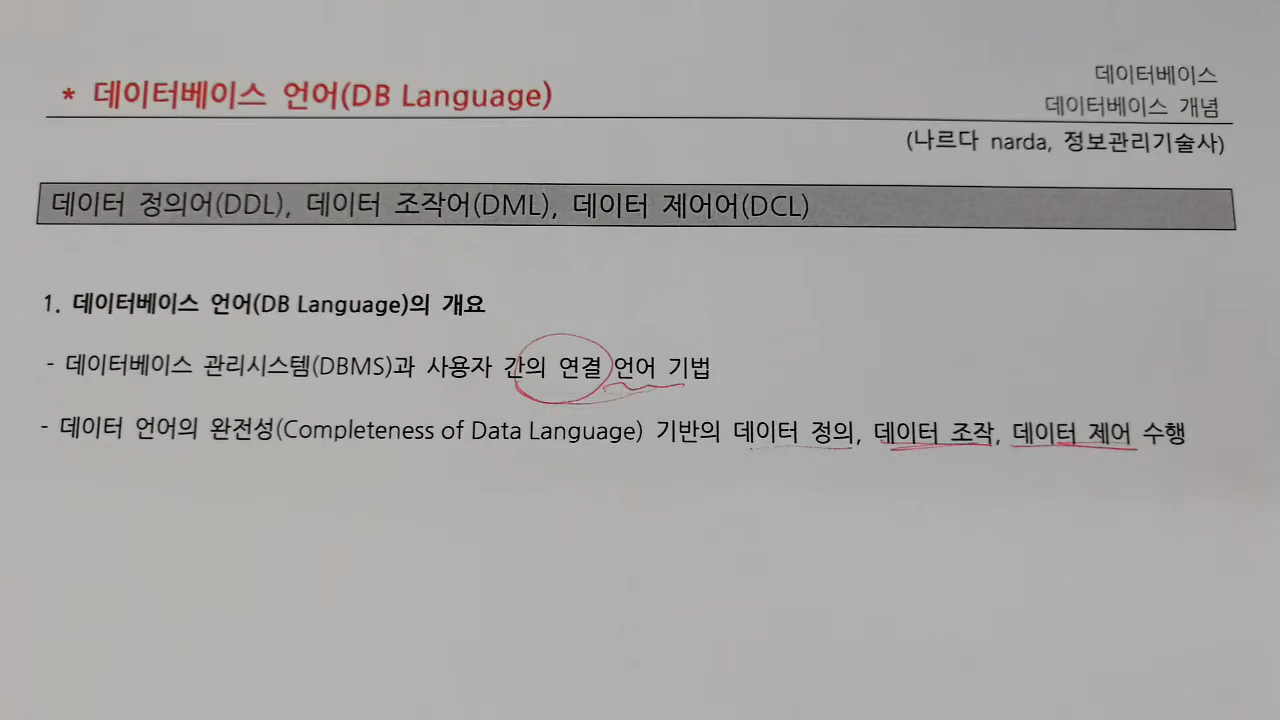 * 데이터베이스 언어(DB Language)
데이터베이스
데이터베이스 개념
(나르다 narda, 정보관리기술사)
데이터 정의어(DDL), 데이터 조작어(DML), 데이터 제어어(DCL)
1. 데이터베이스 언어(DB Language)의 개요
- 데이터베이스 관리시스템(DBMS)과 사용자 간의 연결 언어 기법
- 데이터 언어의 완전성(Completeness of Data Language) 기반의 데이터 정의, 데이터 조작, 데이터 제어 수행